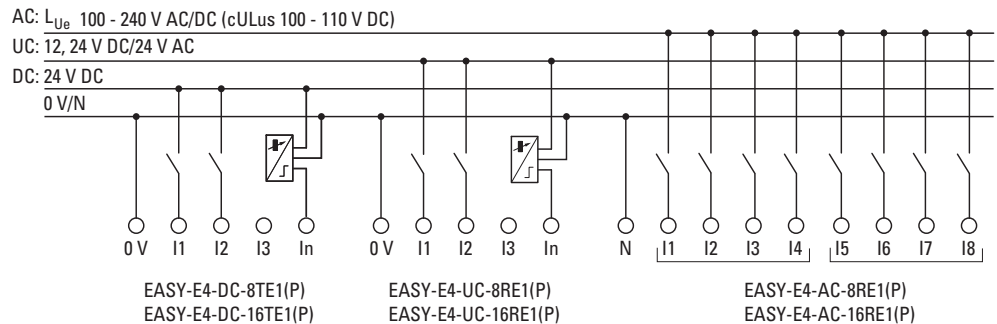 AC: L_Ue 100 - 240 V AC/DC (cULus 100 - 110 V DC)
UC: 12, 24 V DC/24 V AC
DC: 24 V DC
0 V/N
0 V I1 I2 I3 In 0 V I1 I2 I3 In N I1 I2 I3 I4 I5 I6 I7 I8
EASY-E4-DC-8TE1(P) EASY-E4-UC-8RE1(P) EASY-E4-AC-8RE1(P)
EASY-E4-DC-16TE1(P) EASY-E4-UC-16RE1(P) EASY-E4-AC-16RE1(P)